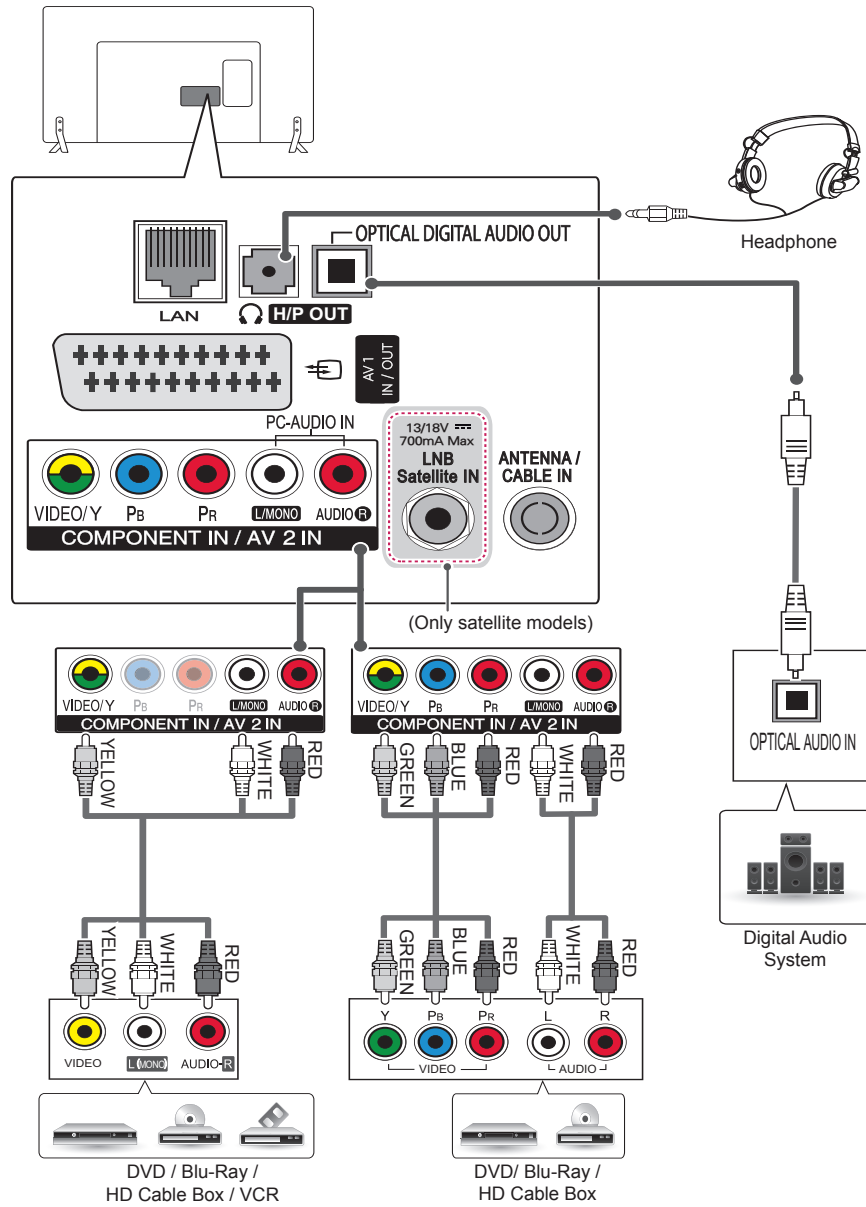 Headphone
OPTICAL DIGITAL AUDIO OUT
LAN
H/P OUT
AV1
IN / OUT
PC-AUDIO IN
13/18V
700mA Max
LNB
Satellite IN
ANTENNA /
CABLE IN
VIDEO/ Y PB PR L/MONO AUDIO R
COMPONENT IN / AV 2 IN
(Only satellite models)
VIDEO/ Y PB PR L/MONO AUDIO R
COMPONENT IN / AV 2 IN
VIDEO/ Y PB PR L/MONO AUDIO R
COMPONENT IN / AV 2 IN
YELLOW
WHITE
RED
GREEN
BLUE
RED
WHITE
RED
OPTICAL AUDIO IN
Digital Audio
System
YELLOW
WHITE
RED
GREEN
BLUE
RED
WHITE
RED
VIDEO L (MONO) AUDIO-R
Y PB PR L R
VIDEO AUDIO
DVD / Blu-Ray /
HD Cable Box / VCR
DVD/ Blu-Ray /
HD Cable Box